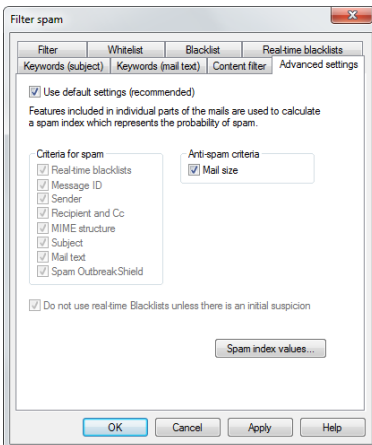 Filter spam
Filter Whitelist Blacklist Real-time blacklists
Keywords (subject) Keywords (mail text) Content filter Advanced settings
Use default settings (recommended)
Features included in individual parts of the mails are used to calculate
a spam index which represents the probability of spam.
Criteria for spam
Real-time blacklists
Message ID
Sender
Recipient and Cc
MIME structure
Subject
Mail text
Spam OutbreakShield
Anti-spam criteria
Mail size
Do not use real-time Blacklists unless there is an initial suspicion
Spam index values...
OK Cancel Apply Help